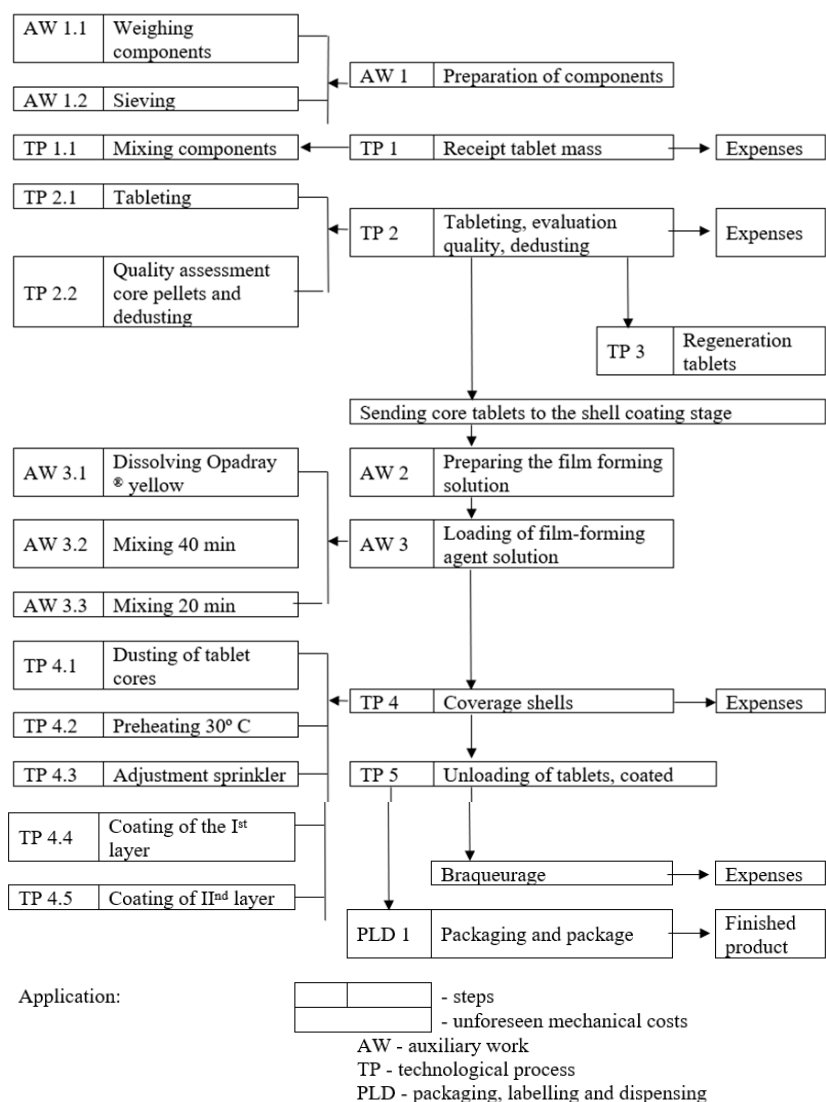 AW 1.1 Weighing
components
AW 1 Preparation of components
AW 1.2 Sieving
TP 1.1 Mixing components TP 1 Receipt tablet mass Expenses
TP 2.1 Tableting
TP 2 Tableting, evaluation
quality, dedusting
Expenses
TP 2.2 Quality assessment
core pellets and
dedusting
TP 3 Regeneration
tablets
Sending core tablets to the shell coating stage
AW 3.1 Dissolving Opadray
® yellow
AW 2 Preparing the film forming
solution
AW 3.2 Mixing 40 min
AW 3 Loading of film-forming
agent solution
AW 3.3 Mixing 20 min
TP 4.1 Dusting of tablet
cores
TP 4 Coverage shells Expenses
TP 4.2 Preheating 30º C
TP 4.3 Adjustment sprinkler
TP 5 Unloading of tablets, coated
TP 4.4 Coating of the Ist
layer
Braqueurage Expenses
TP 4.5 Coating of IInd layer
PLD 1 Packaging and package Finished
product
Application:
- steps
- unforeseen mechanical costs
AW - auxiliary work
TP - technological process
PLD - packaging, labelling and dispensing